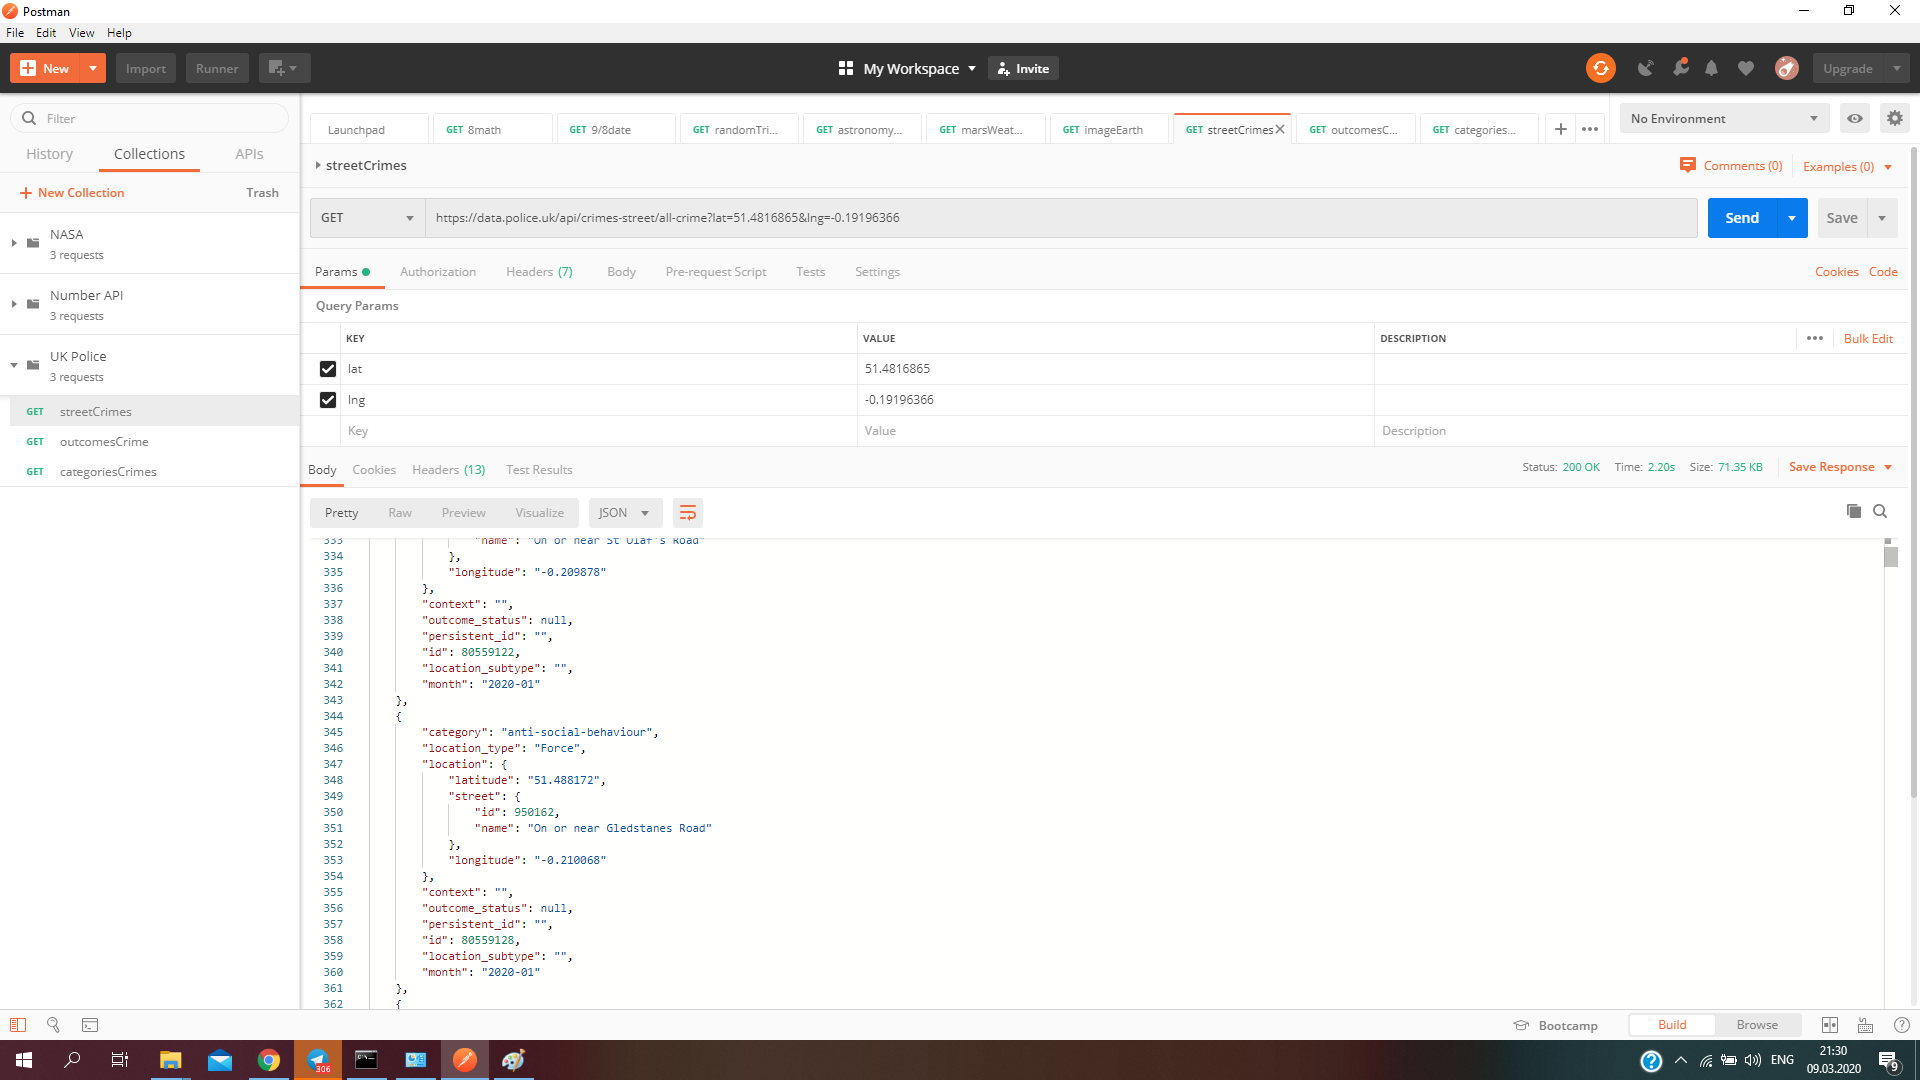 Postman
File Edit View Help
New Import Runner My Workspace Invite Upgrade
Filter
History Collections APIs
New Collection Trash
NASA
3 requests
Number API
3 requests
UK Police
3 requests
GET streetCrimes
GET outcomesCrime
GET categoriesCrimes
Launchpad GET 8math GET 9/8date GET randomTri... GET astronomy... GET marsWeat... GET imageEarth GET streetCrimes GET outcomesC... GET categories... No Environment
streetCrimes Comments (0) Examples (0)
GET https://data.police.uk/api/crimes-street/all-crime?lat=51.4816865&lng=-0.19196366 Send Save
Params Authorization Headers (7) Body Pre-request Script Tests Settings Cookies Code
Query Params
KEY VALUE DESCRIPTION Bulk Edit
lat 51.4816865
lng -0.19196366
Key Value Description
Body Cookies Headers (13) Test Results Status: 200 OK Time: 2.20s Size: 71.35 KB Save Response
Pretty Raw Preview Visualize JSON
333 "name": "On or near St Olaf's Road"
334 },
335 "longitude": "-0.209878"
336 },
337 "context": "",
338 "outcome_status": null,
339 "persistent_id": "",
340 "id": 80559122,
341 "location_subtype": "",
342 "month": "2020-01"
343 },
344 {
345 "category": "anti-social-behaviour",
346 "location_type": "Force",
347 "location": {
348 "latitude": "51.488172",
349 "street": {
350 "id": 950162,
351 "name": "On or near Gledstanes Road"
352 },
353 "longitude": "-0.210068"
354 },
355 "context": "",
356 "outcome_status": null,
357 "persistent_id": "",
358 "id": 80559128,
359 "location_subtype": "",
360 "month": "2020-01"
361 },
362 {
Bootcamp Build Browse
306
ENG 21:30
09.03.2020
9